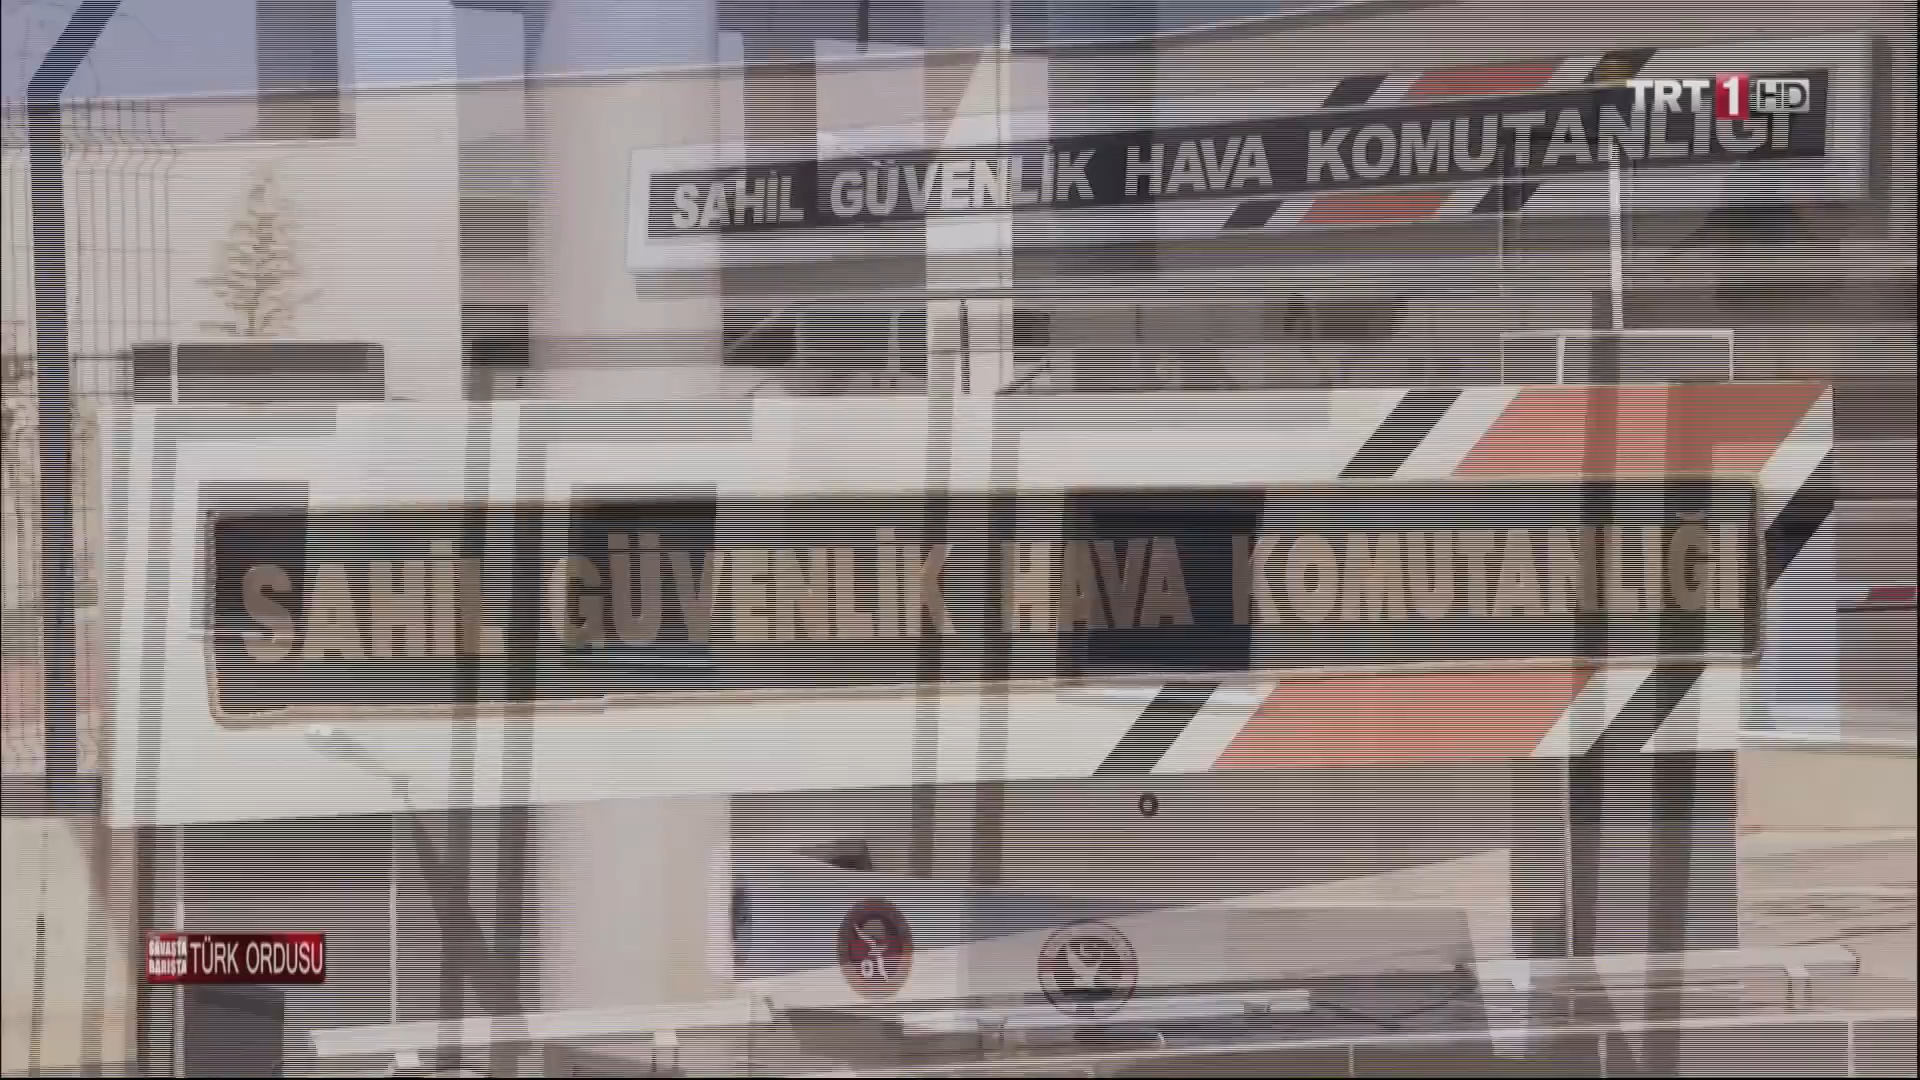 TRT 1 HD
SAHİL GÜVENLİK HAVA KOMUTANLIĞI
SAHİL GÜVENLİK HAVA KOMUTANLIĞI
SAVAŞTA
BARIŞTA
TÜRK ORDUSU